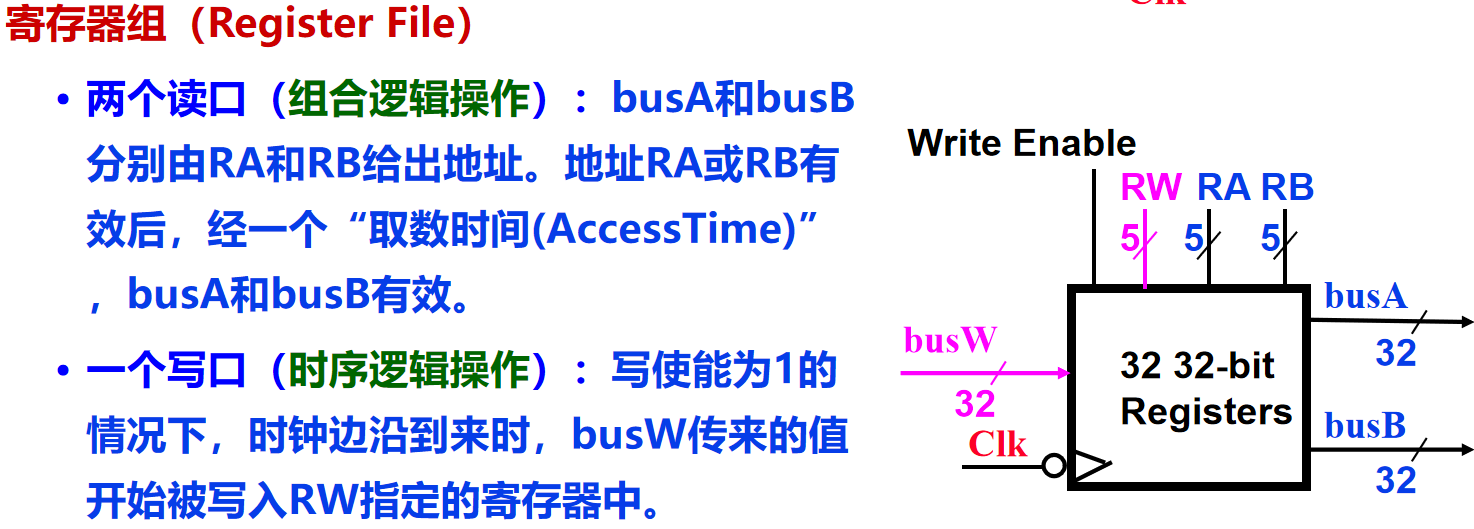 Clk
寄存器组（Register File）
• 两个读口（组合逻辑操作）：busA和busB
分别由RA和RB给出地址。地址RA或RB有
效后，经一个“取数时间(AccessTime)”
，busA和busB有效。
• 一个写口（时序逻辑操作）：写使能为1的
情况下，时钟边沿到来时，busW传来的值
开始被写入RW指定的寄存器中。
Write Enable
RW RA RB
5 5 5
busW
32
Clk
32 32-bit
Registers
busA
32
busB
32